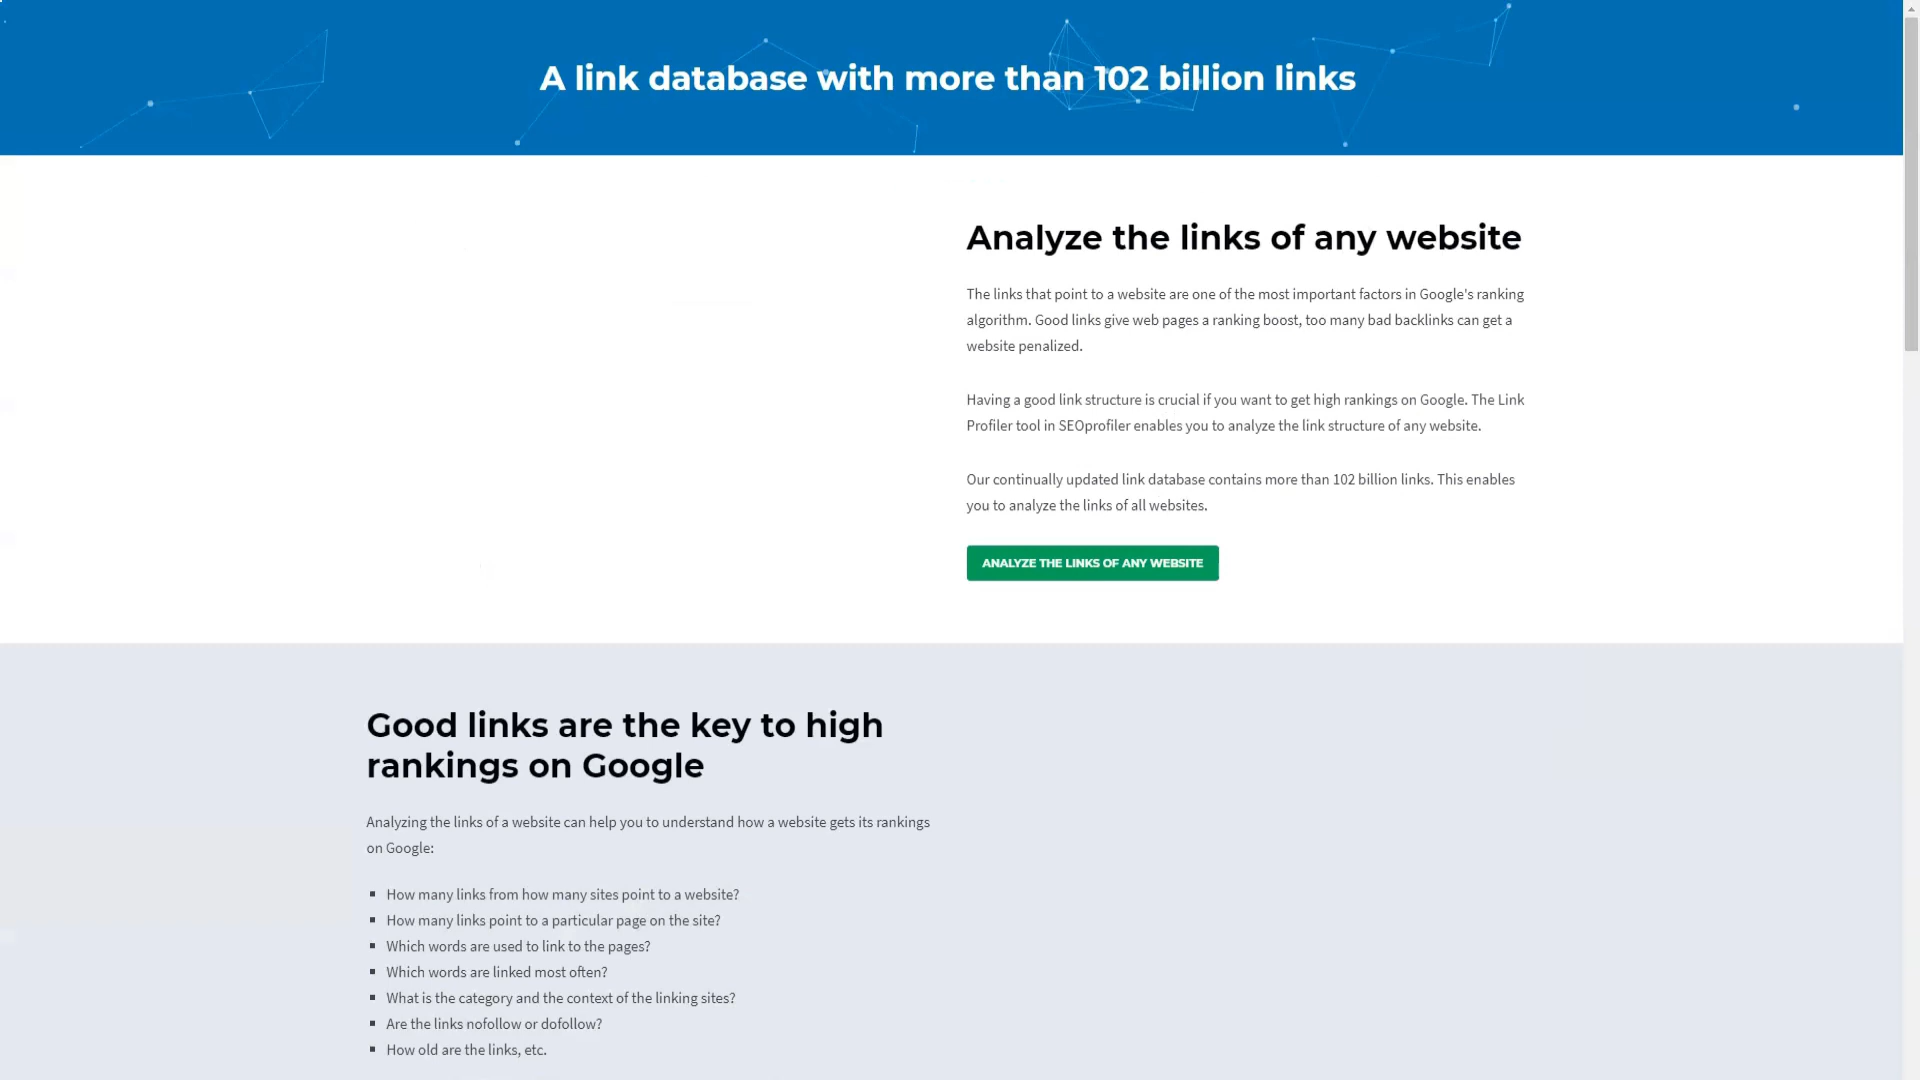 A link database with more than 102 billion links
Analyze the links of any website
The links that point to a website are one of the most important factors in Google's ranking
algorithm. Good links give web pages a ranking boost, too many bad backlinks can get a
website penalized.
Having a good link structure is crucial if you want to get high rankings on Google. The Link
Profiler tool in SEOprofiler enables you to analyze the link structure of any website.
Our continually updated link database contains more than 102 billion links. This enables
you to analyze the links of all websites.
ANALYZE THE LINKS OF ANY WEBSITE
Good links are the key to high
rankings on Google
Analyzing the links of a website can help you to understand how a website gets its rankings
on Google:
▪ How many links from how many sites point to a website?
▪ How many links point to a particular page on the site?
▪ Which words are used to link to the pages?
▪ Which words are linked most often?
▪ What is the category and the context of the linking sites?
▪ Are the links nofollow or dofollow?
▪ How old are the links, etc.